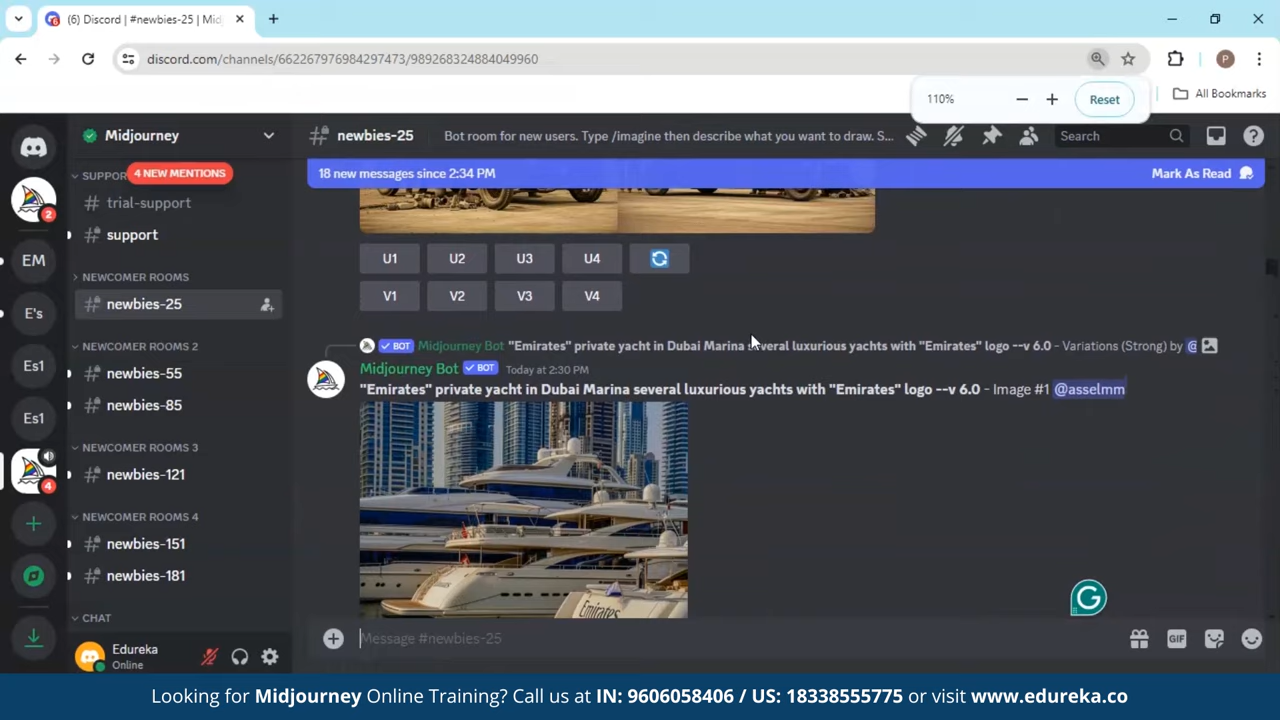 (6) Discord | #newbies-25 | Mid
discord.com/channels/662267976984297473/989268324884049960
P
110%
Reset
All Bookmarks
Midjourney
# newbies-25
Bot room for new users. Type /imagine then describe what you want to draw. S...
Search
SUPPOR
4 NEW MENTIONS
18 new messages since 2:34 PM
Mark As Read
# trial-support
2
# support
NEWCOMER ROOMS
EM
U1
U2
U3
U4
# newbies-25
E's
V1
V2
V3
V4
NEWCOMER ROOMS 2
BOT
Midjourney Bot "Emirates" private yacht in Dubai Marina several luxurious yachts with "Emirates" logo --v 6.0 - Variations (Strong) by @
# newbies-55
Es1
Midjourney Bot
BOT
Today at 2:30 PM
"Emirates" private yacht in Dubai Marina several luxurious yachts with "Emirates" logo --v 6.0 - Image #1 @asselmm
# newbies-85
Es1
NEWCOMER ROOMS 3
# newbies-121
4
NEWCOMER ROOMS 4
# newbies-151
# newbies-181
Emirates
G
CHAT
Message #newbies-25
GIF
Edureka
Online
Looking for Midjourney Online Training? Call us at IN: 9606058406 / US: 18338555775 or visit www.edureka.co